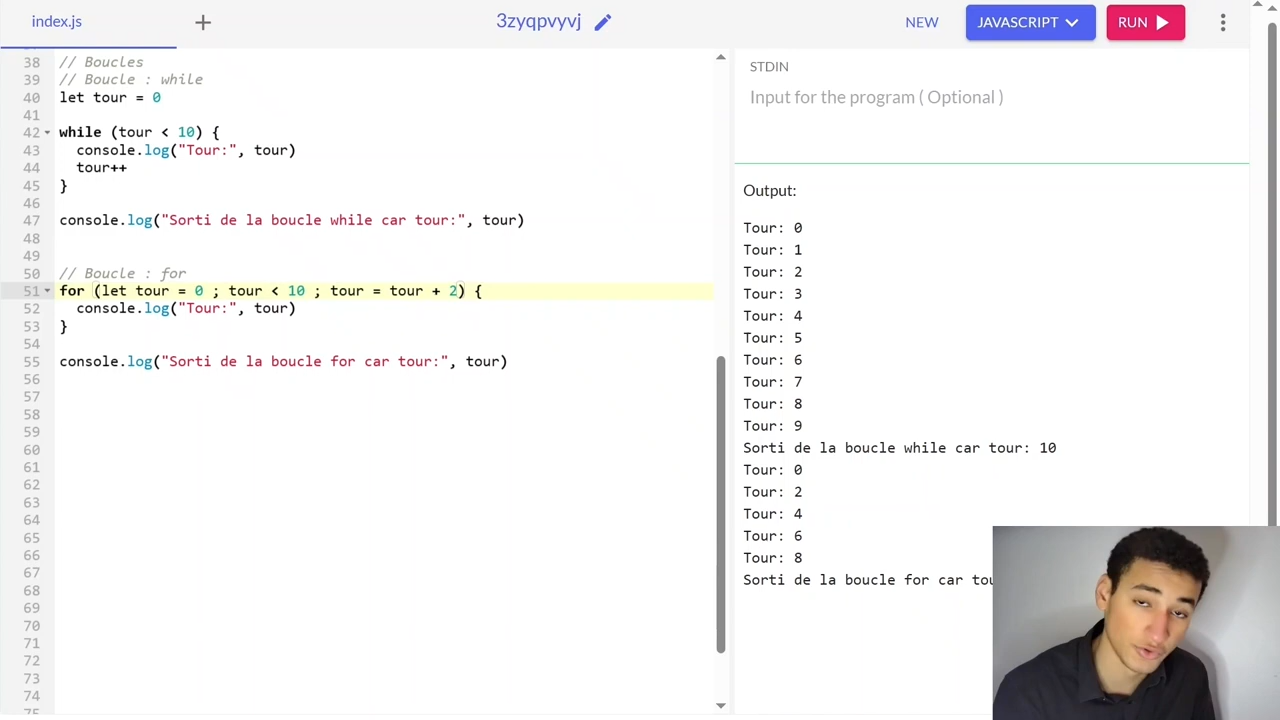 index.js
3zyqpvyvj
NEW
JAVASCRIPT
RUN
38 // Boucles
39 // Boucle : while
40 let tour = 0
41
42 while (tour < 10) {
43 console.log("Tour:", tour)
44 tour++
45 }
46
47 console.log("Sorti de la boucle while car tour:", tour)
48
49
50 // Boucle : for
51 for (let tour = 0 ; tour < 10 ; tour = tour + 2) {
52 console.log("Tour:", tour)
53 }
54
55 console.log("Sorti de la boucle for car tour:", tour)
56
57
58
59
60
61
62
63
64
65
66
67
68
69
70
71
72
73
74
STDIN
Input for the program ( Optional )
Output:
Tour: 0
Tour: 1
Tour: 2
Tour: 3
Tour: 4
Tour: 5
Tour: 6
Tour: 7
Tour: 8
Tour: 9
Sorti de la boucle while car tour: 10
Tour: 0
Tour: 2
Tour: 4
Tour: 6
Tour: 8
Sorti de la boucle for car